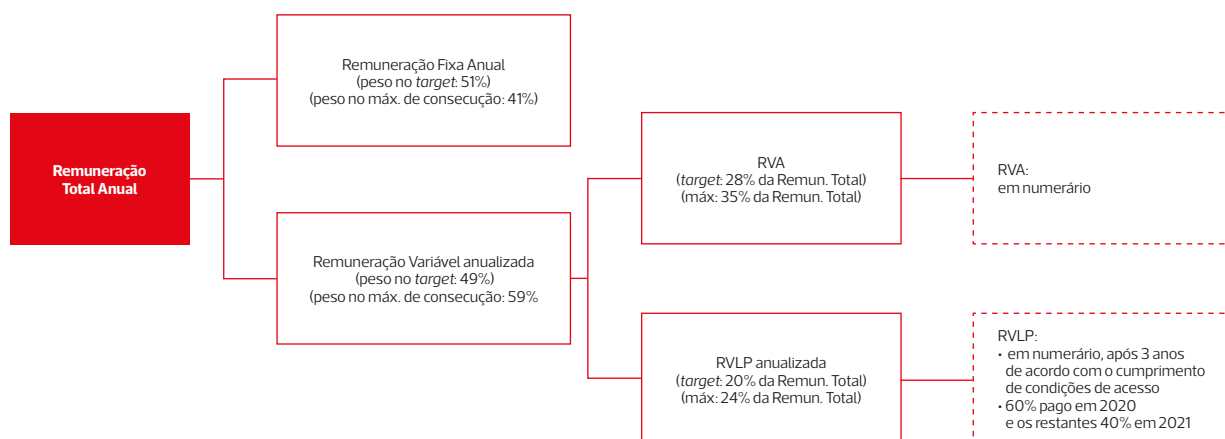 Remuneração
Total Anual
Remuneração Fixa Anual
(peso no target: 51%)
(peso no máx. de consecução: 41%)
Remuneração Variável anualizada
(peso no target: 49%)
(peso no máx. de consecução: 59%
RVA
(target: 28% da Remun. Total)
(máx: 35% da Remun. Total)
RVLP anualizada
(target: 20% da Remun. Total)
(máx: 24% da Remun. Total)
RVA:
em numerário
RVLP:
• em numerário, após 3 anos
de acordo com o cumprimento
de condições de acesso
• 60% pago em 2020
e os restantes 40% em 2021